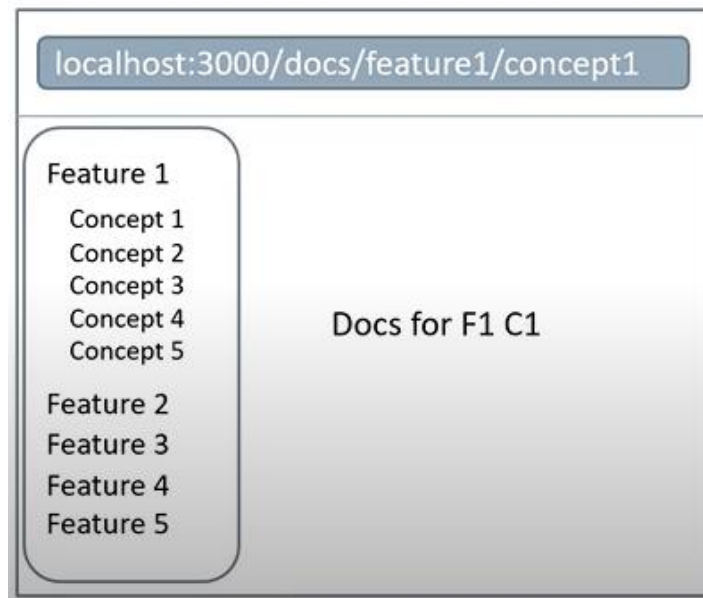 localhost:3000/docs/feature1/concept1
Feature 1
Concept 1
Concept 2
Concept 3
Concept 4
Concept 5
Feature 2
Feature 3
Feature 4
Feature 5
Docs for F1 C1